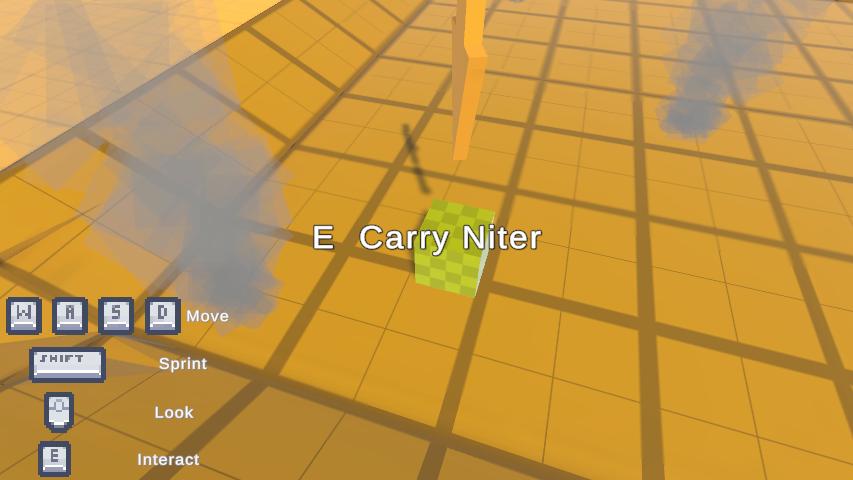 E Carry Niter
W A S D Move
SHIFT Sprint
Look
E Interact